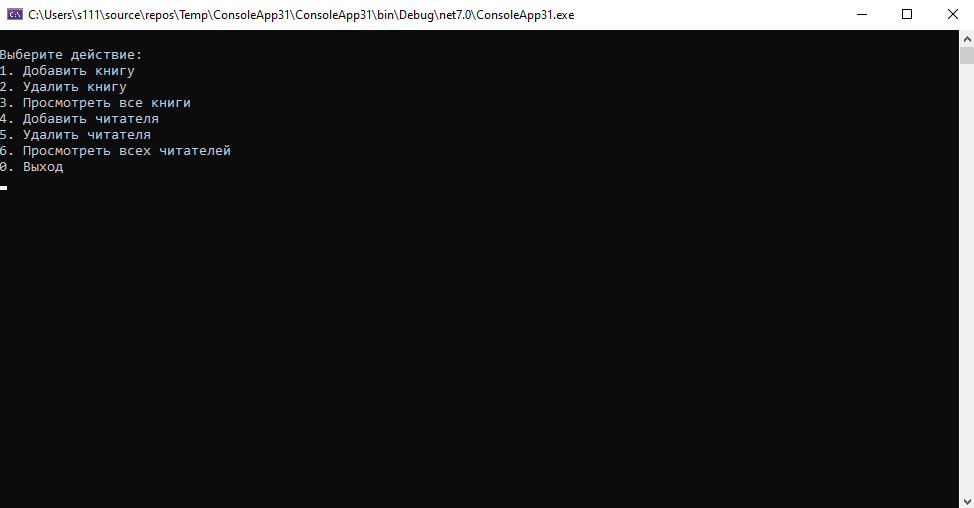 C:\Users\s111\source\repos\Temp\ConsoleApp31\ConsoleApp31\bin\Debug\net7.0\ConsoleApp31.exe
Выберите действие:
1. Добавить книгу
2. Удалить книгу
3. Просмотреть все книги
4. Добавить читателя
5. Удалить читателя
6. Просмотреть всех читателей
0. Выход